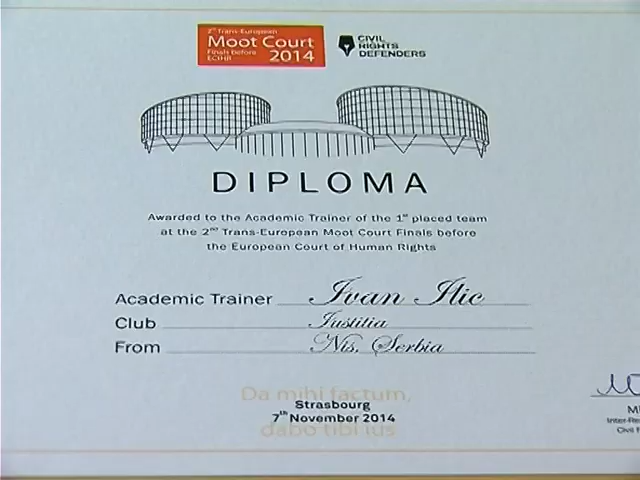 2nd Trans-European
Moot Court
Finals before
ECtHR
2014
CIVIL
RIGHTS
DEFENDERS
DIPLOMA
Awarded to the Academic Trainer of the 1st placed team
at the 2nd Trans-European Moot Court Finals before
the European Court of Human Rights
Academic Trainer Ivan Ilic
Club Iustitia
From Nis, Serbia
Da mihi factum,
Strasbourg
7th November 2014
dabo tibi ius
Inter-Re
Civil